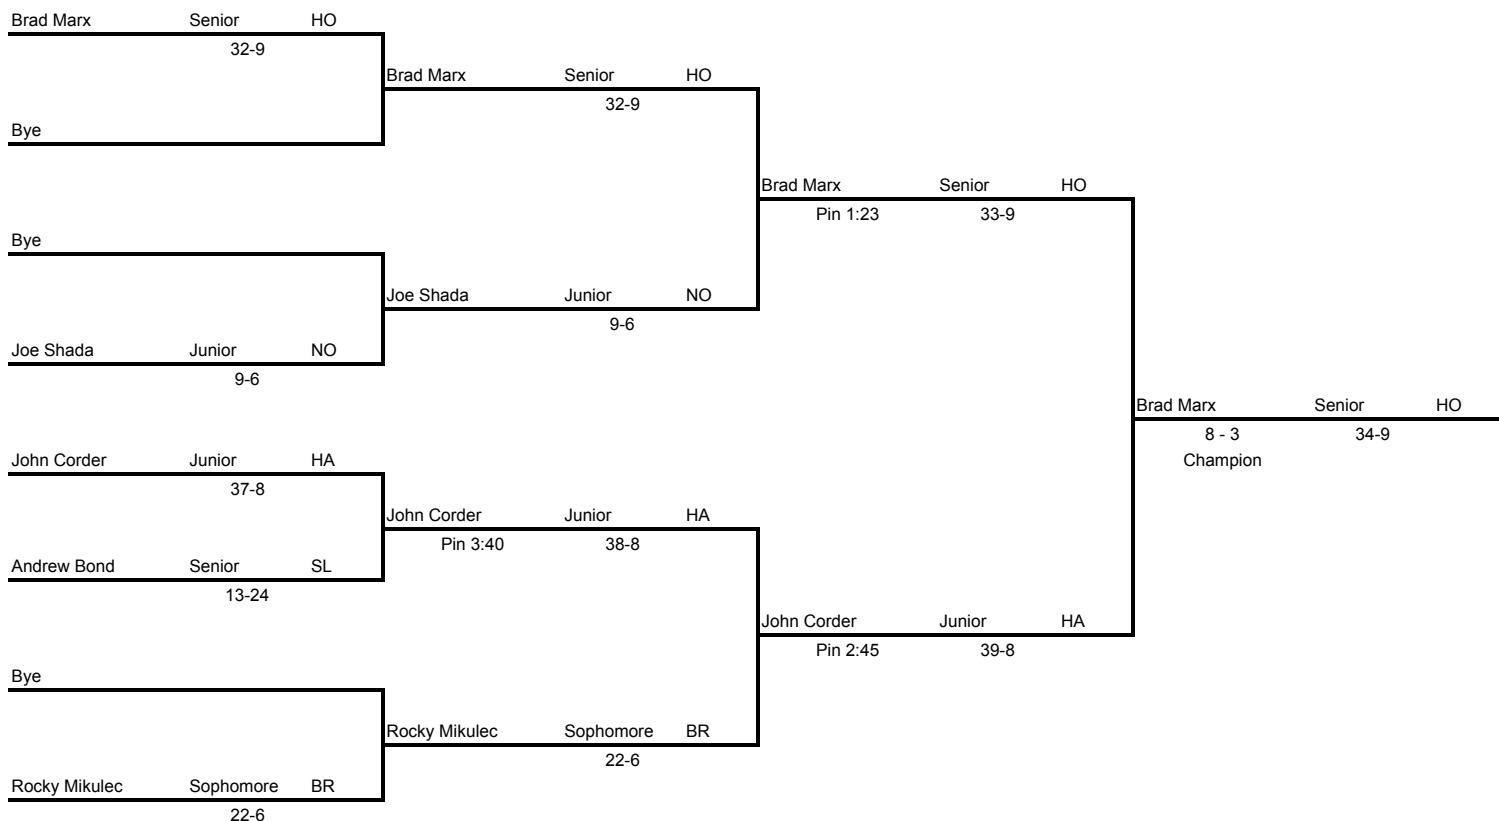 Brad Marx Senior HO
32-9
Brad Marx Senior HO
32-9
Bye
Brad Marx Senior HO
Pin 1:23 33-9
Bye
Joe Shada Junior NO
9-6
Joe Shada Junior NO
9-6
Brad Marx Senior HO
8 - 3 34-9
Champion
John Corder Junior HA
37-8
John Corder Junior HA
Pin 3:40 38-8
Andrew Bond Senior SL
13-24
John Corder Junior HA
Pin 2:45 39-8
Bye
Rocky Mikulec Sophomore BR
22-6
Rocky Mikulec Sophomore BR
22-6